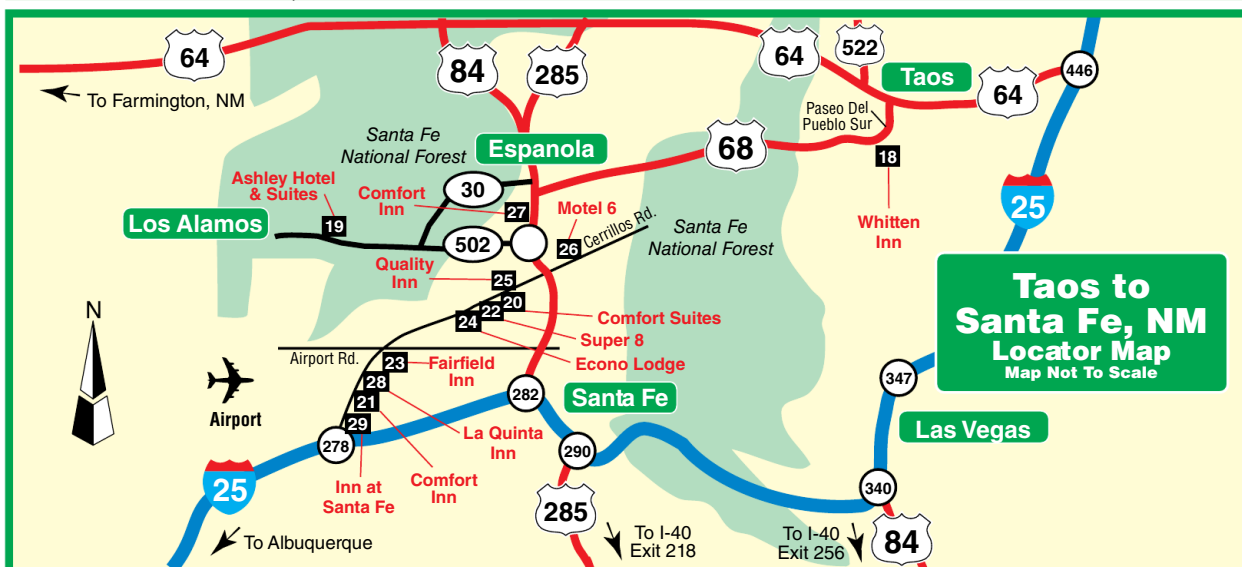 64
84
285
64
522
446
Taos
64
To Farmington, NM
Paseo Del
Pueblo Sur
Santa Fe
National Forest
Espanola
68
18
Ashley Hotel
& Suites
30
Comfort
Inn
27
Motel 6
Whitten
Inn
25
Los Alamos
19
502
26
Cerrillos Rd.
Santa Fe
National Forest
Quality
Inn
25
20
22
24
Comfort Suites
Super 8
Econo Lodge
Taos to
Santa Fe, NM
Locator Map
Map Not To Scale
N
Airport Rd.
23
Fairfield
Inn
28
21
29
Airport
282
Santa Fe
347
Las Vegas
278
La Quinta
Inn
290
Comfort
Inn
Inn at
Santa Fe
25
340
285
84
To Albuquerque
To I-40
Exit 218
To I-40
Exit 256